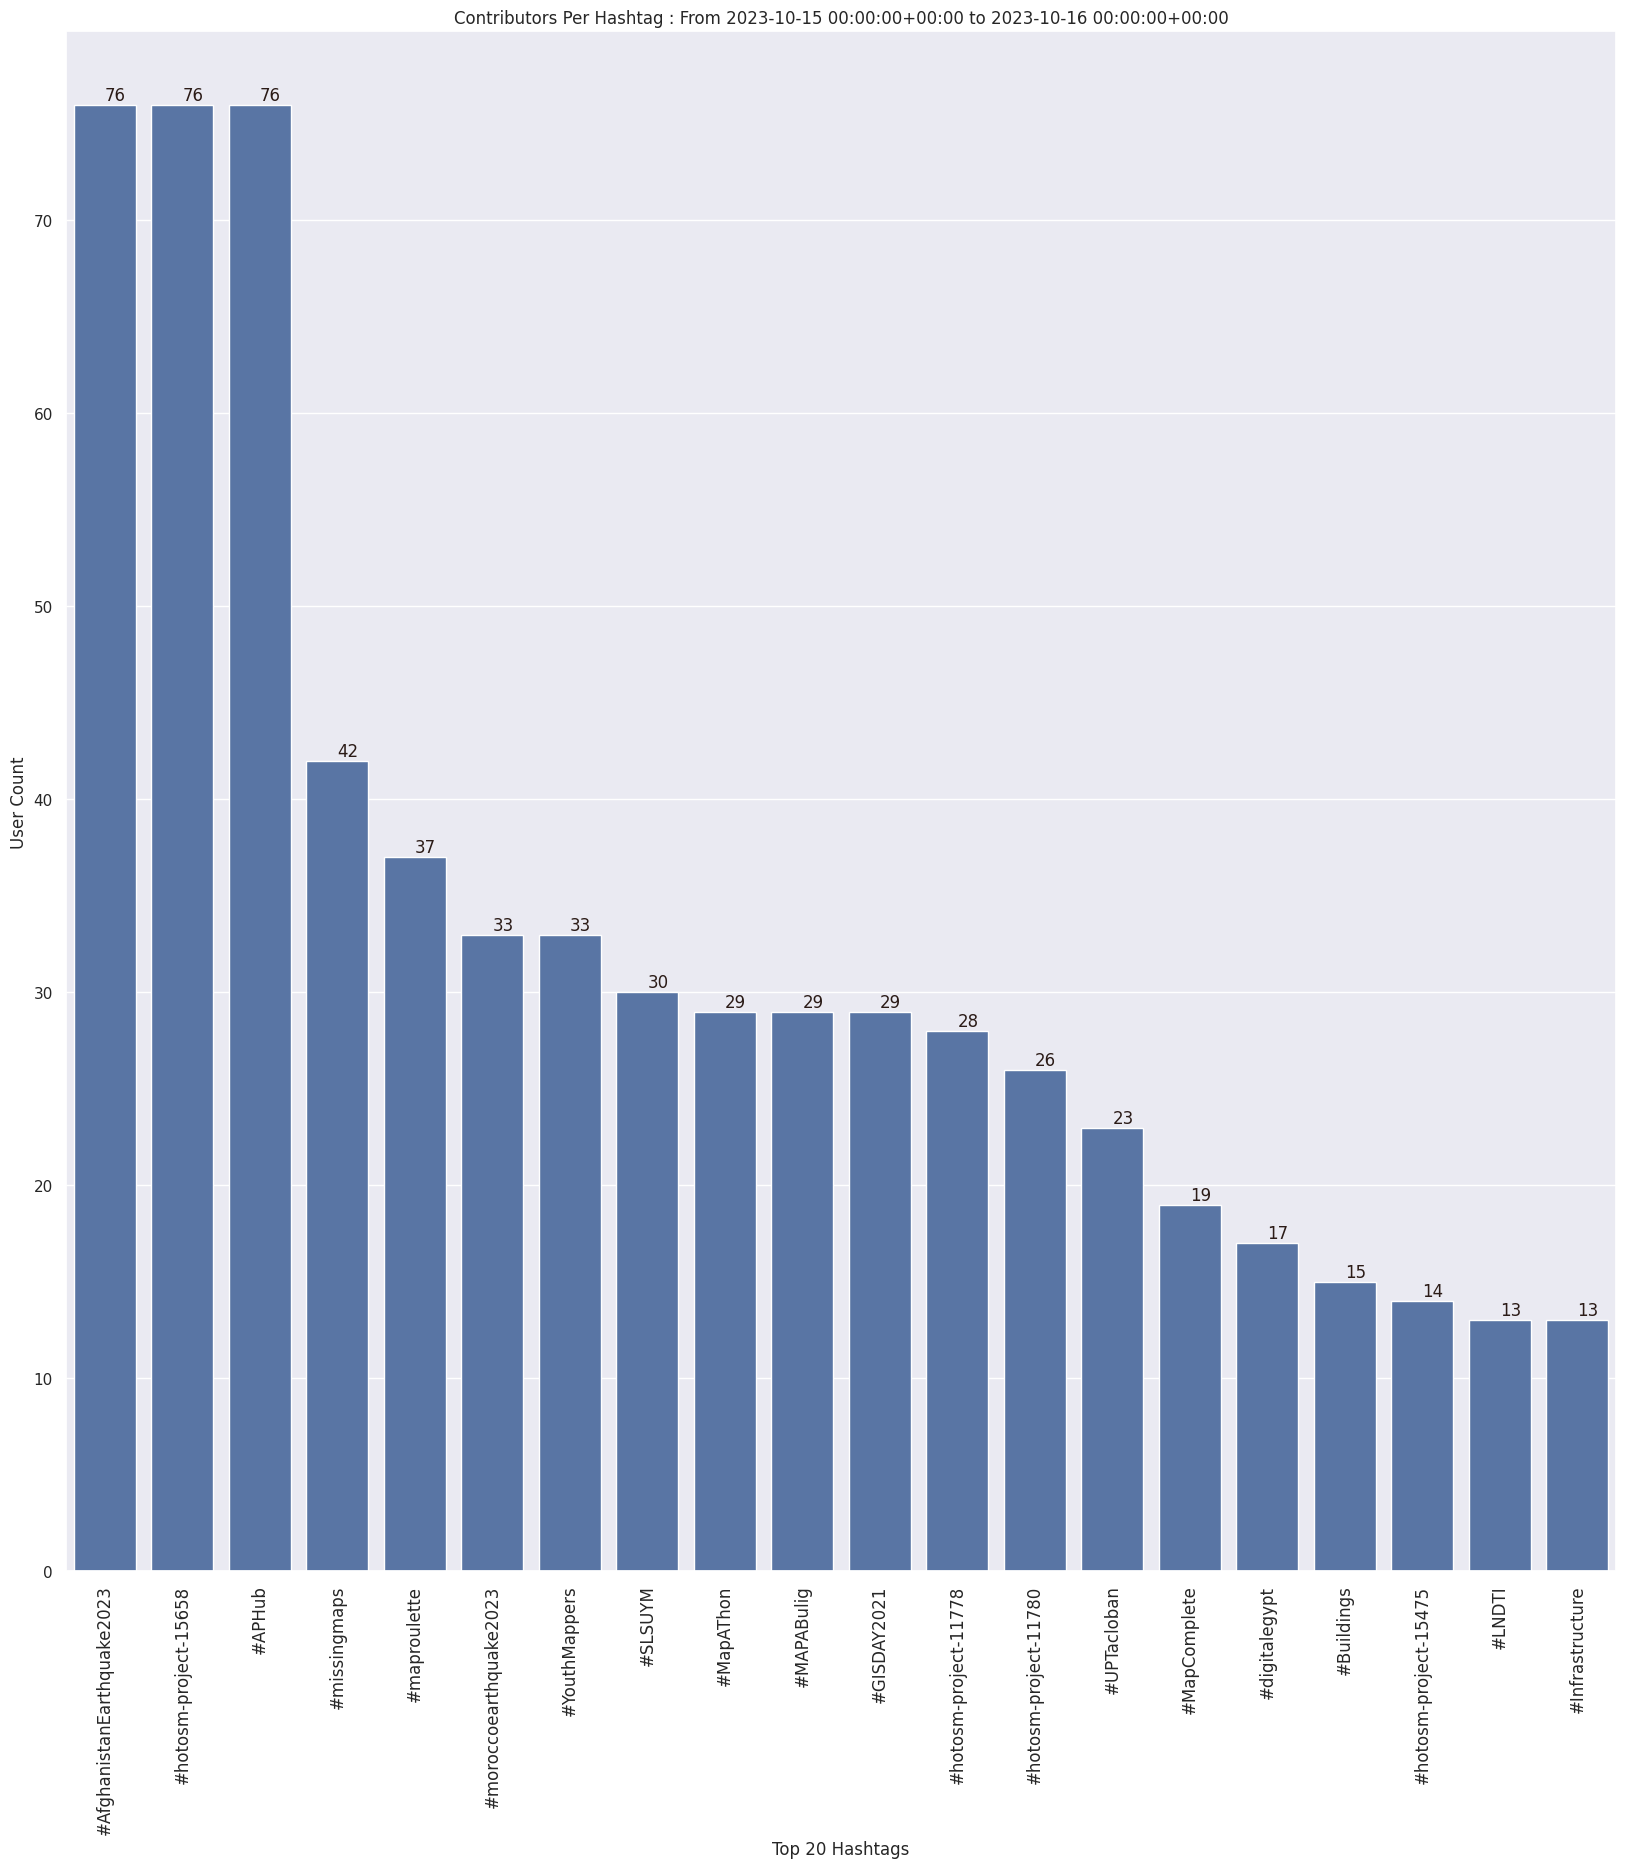 Contributors Per Hashtag : From 2023-10-15 00:00:00+00:00 to 2023-10-16 00:00:00+00:00
76
76
76
42
37
33
33
30
29
29
29
28
26
23
19
17
15
14
13
13
70
60
50
40
30
20
10
0
User Count
#AfghanistanEarthquake2023
#hotosm-project-15658
#APHub
#missingmaps
#maproulette
#moroccoearthquake2023
#YouthMappers
#SLSUYM
#MapAThon
#MAPABulig
#GISDAY2021
#hotosm-project-11778
#hotosm-project-11780
#UPTacloban
#MapComplete
#digitalegypt
#Buildings
#hotosm-project-15475
#LNDTI
#Infrastructure
Top 20 Hashtags